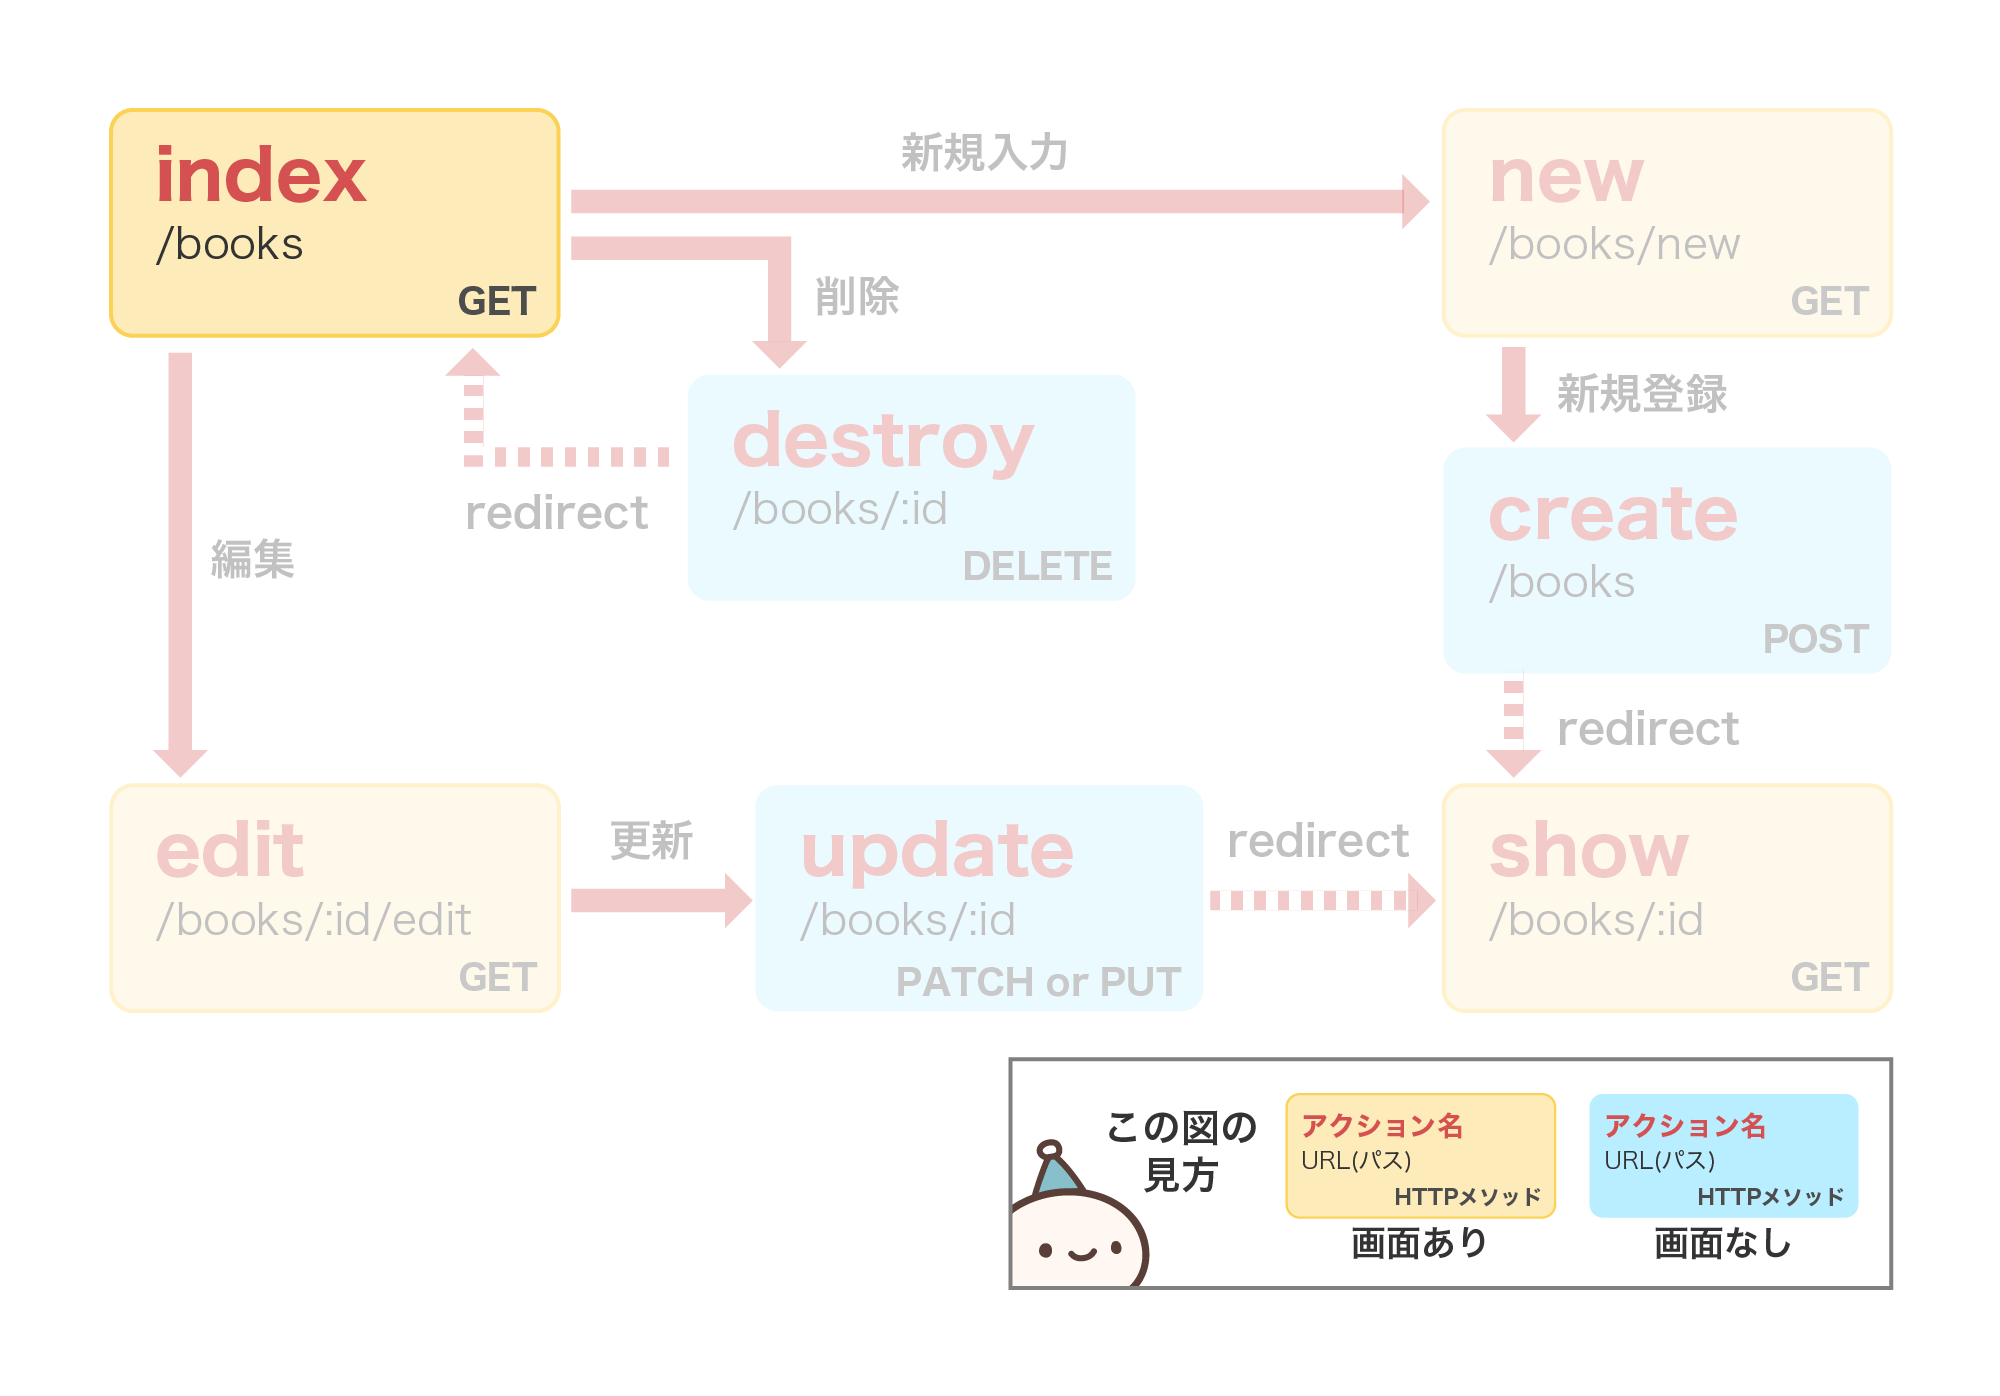 index
/books
GET
新規入力
new
/books/new
GET
削除
destroy
/books/:id
DELETE
redirect
新規登録
create
/books
POST
編集
redirect
edit
/books/:id/edit
GET
更新
update
/books/:id
PATCH or PUT
redirect
show
/books/:id
GET
この図の
見方
アクション名
URL(パス)
HTTPメソッド
画面あり
アクション名
URL(パス)
HTTPメソッド
画面なし